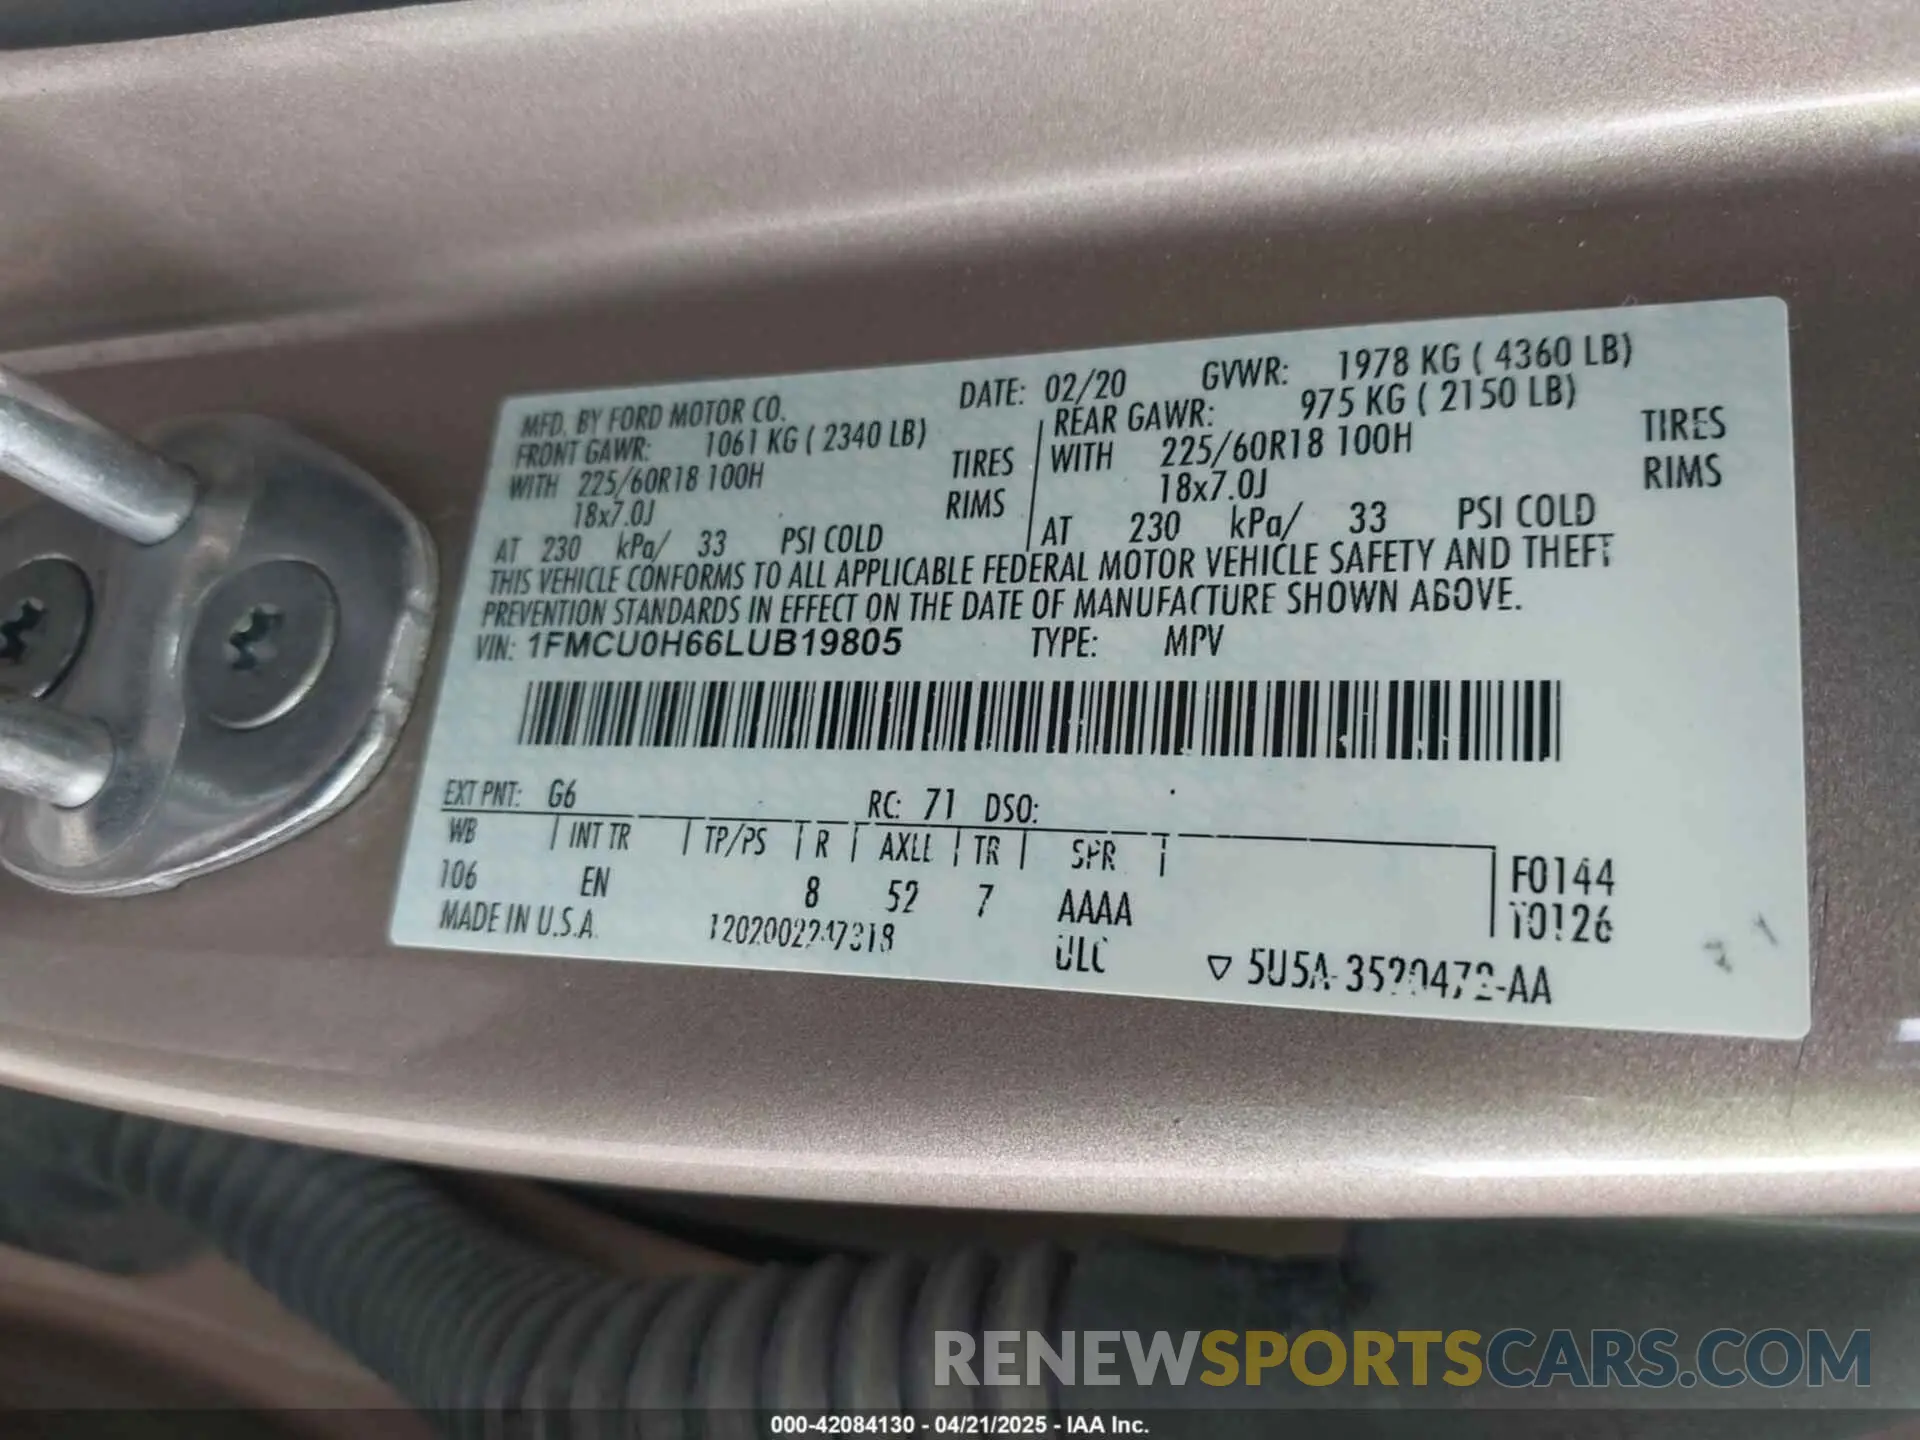 MFD. BY FORD MOTOR CO. DATE: 02/20 GVWR: 1978 KG ( 4360 LB)
FRONT GAWR: 1061 KG ( 2340 LB) REAR GAWR: 975 KG ( 2150 LB)
WITH 225/60R18 100H TIRES WITH 225/60R18 100H TIRES
18x7.0J RIMS 18x7.0J RIMS
AT 230 kPa/ 33 PSI COLD AT 230 kPa/ 33 PSI COLD
THIS VEHICLE CONFORMS TO ALL APPLICABLE FEDERAL MOTOR VEHICLE SAFETY AND THEFT
PREVENTION STANDARDS IN EFFECT ON THE DATE OF MANUFACTURE SHOWN ABOVE.
VIN: 1FMCU0H66LUB19805 TYPE: MPV
EXT PNT: G6 RC: 71 DSO:
WB INT TR TP/PS R AXLE TR SPR F0144
106 EN 8 52 7 AAAA T0126
MADE IN U.S.A. ULC
RENEWSPORTSCARS.COM
000-42084130 - 04/21/2025 - IAA Inc.